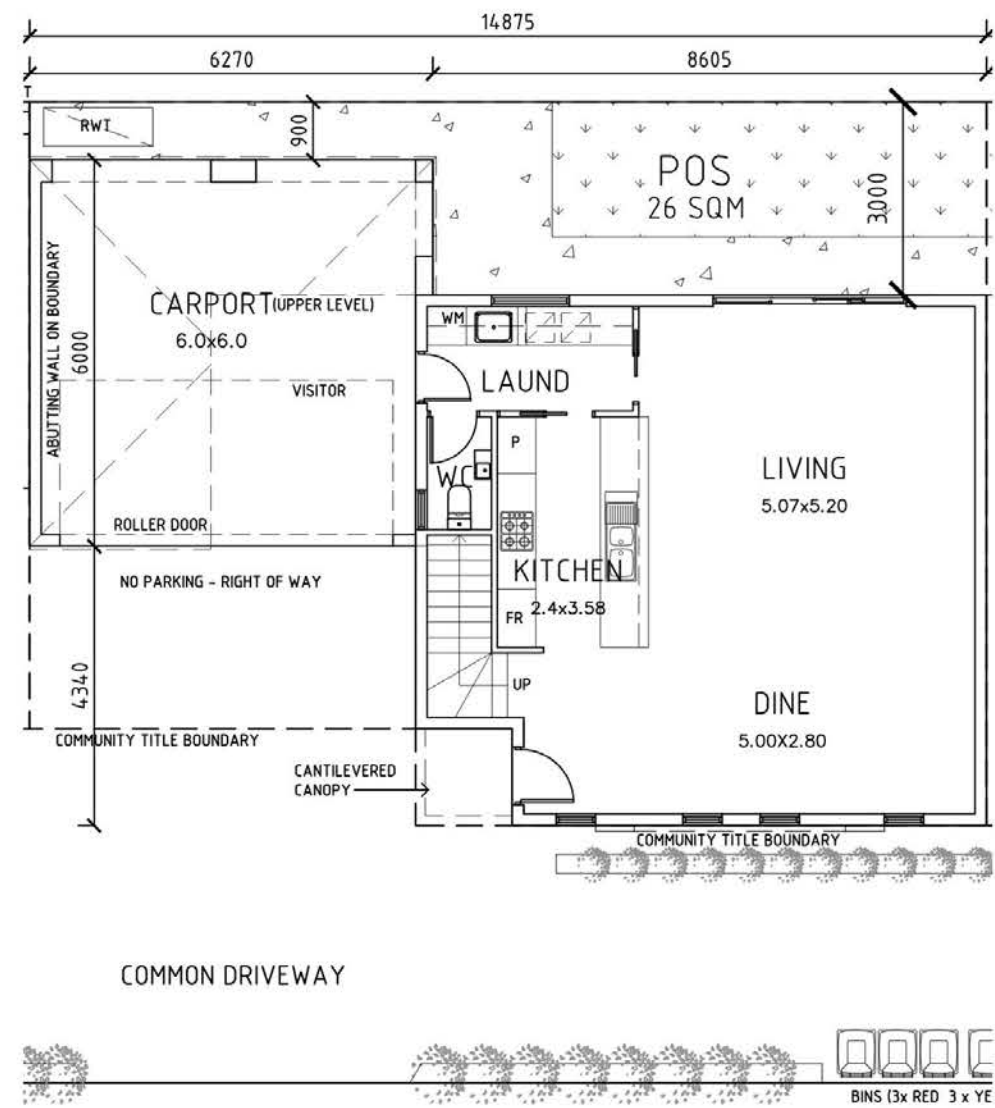 14875
6270
8605
T
RWT
900
POS
26 SQM
3000
ABUTTING WALL ON BOUNDARY
6000
CARPORT(UPPER LEVEL)
6.0x6.0
VISITOR
WM
LAUND
P
WC
LIVING
5.07x5.20
ROLLER DOOR
KITCHEN
2.4x3.58
NO PARKING - RIGHT OF WAY
FR
4340
UP
DINE
5.00X2.80
COMMUNITY TITLE BOUNDARY
CANTILEVERED
CANOPY
COMMUNITY TITLE BOUNDARY
COMMON DRIVEWAY
BINS (3x RED 3 x YE